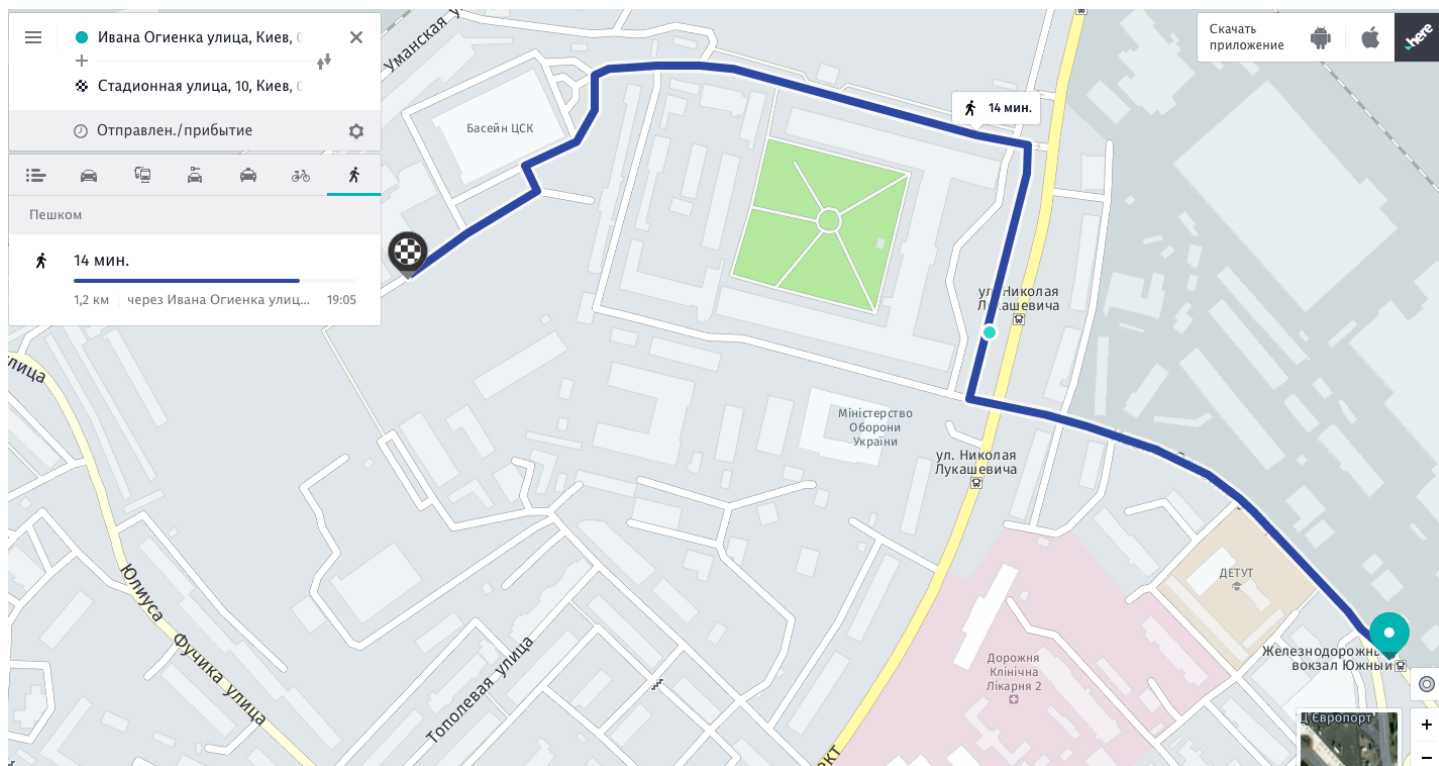 Ивана Огиенка улица, Киев,
Стадионная улица, 10, Киев,
Отправлен./прибытие
Пешком
14 мин.
1,2 км
через Ивана Огиенка улиц...
19:05
Скачать
приложение
here
Уманская
Басейн ЦСК
14 мин.
ул. Николая
Лукашевича
Міністерство
Оборони
України
ул. Николая
Лукашевича
ДЕТУТ
Железнодорожный
вокзал Южный
Дорожня
Клінічна
Лікарня 2
Юлиуса Фучика улица
Тополевая улица
Європорт
+
−